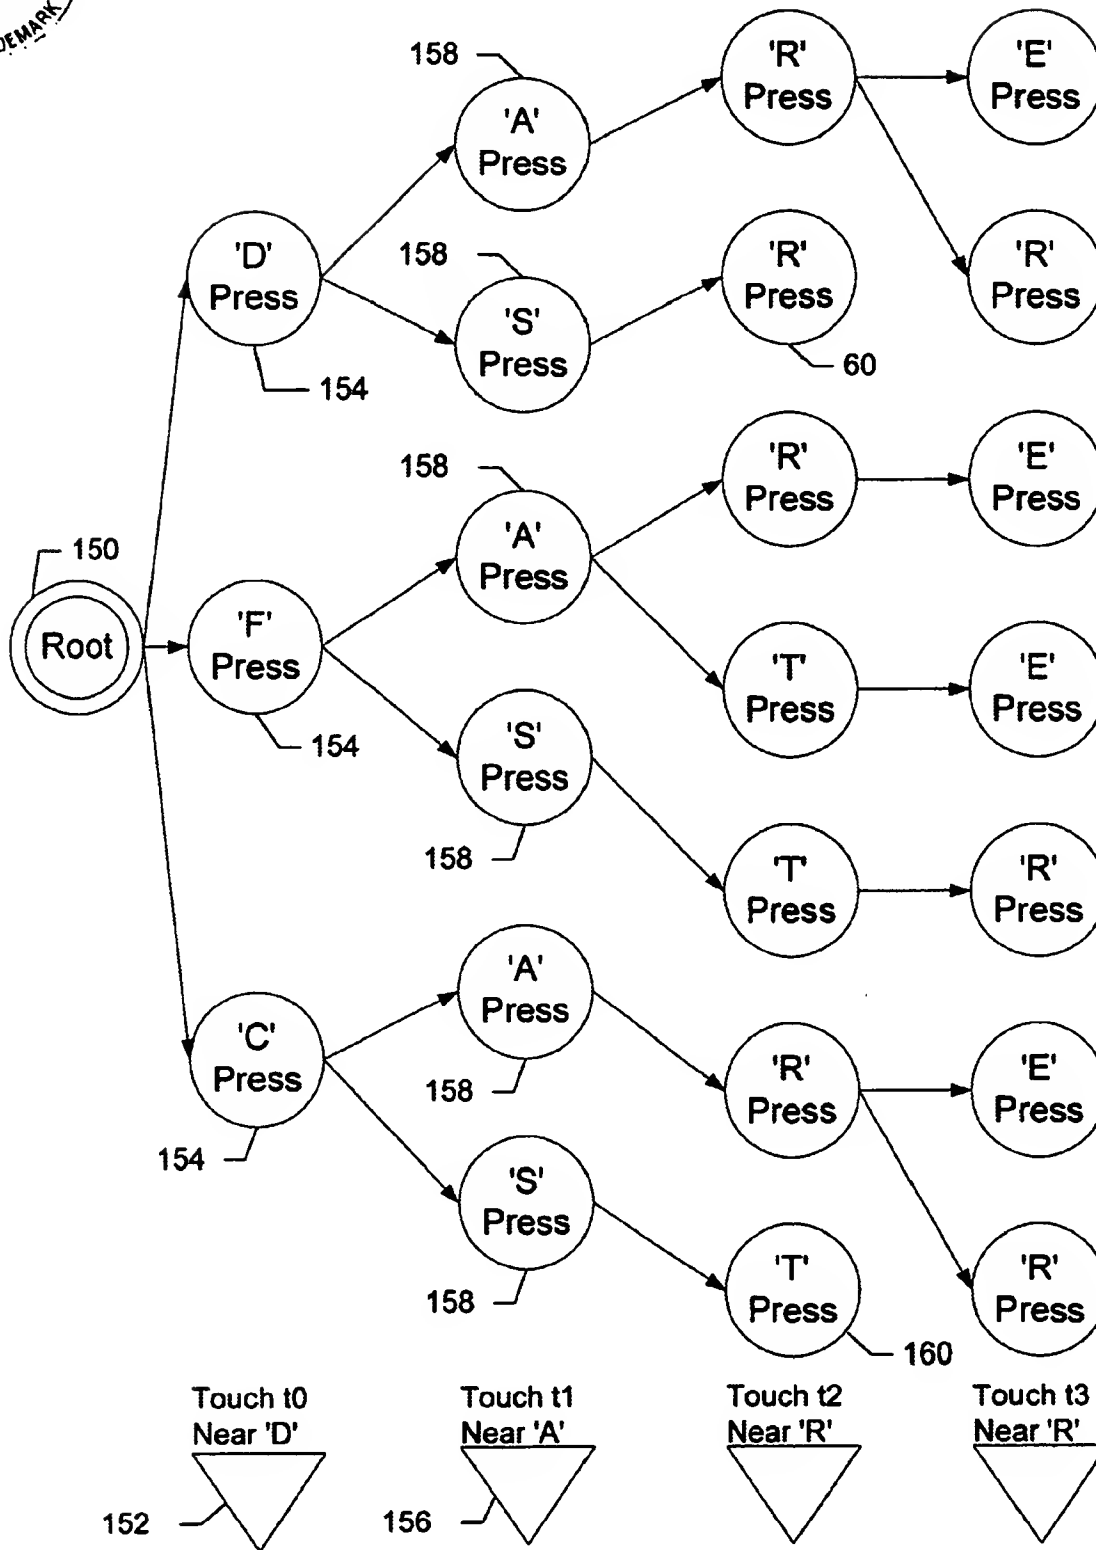 DEMARK
158
'A'
Press
'R'
Press
'E'
Press
'D'
Press
154
158
'S'
Press
'R'
Press
60
'R'
Press
150
Root
'F'
Press
154
158
'A'
Press
'R'
Press
'E'
Press
'T'
Press
'E'
Press
'S'
Press
158
'T'
Press
'R'
Press
'C'
Press
154
'A'
Press
158
'R'
Press
'E'
Press
'S'
Press
158
'T'
Press
160
'R'
Press
Touch t0
Near 'D'
152
Touch t1
Near 'A'
156
Touch t2
Near 'R'
Touch t3
Near 'R'